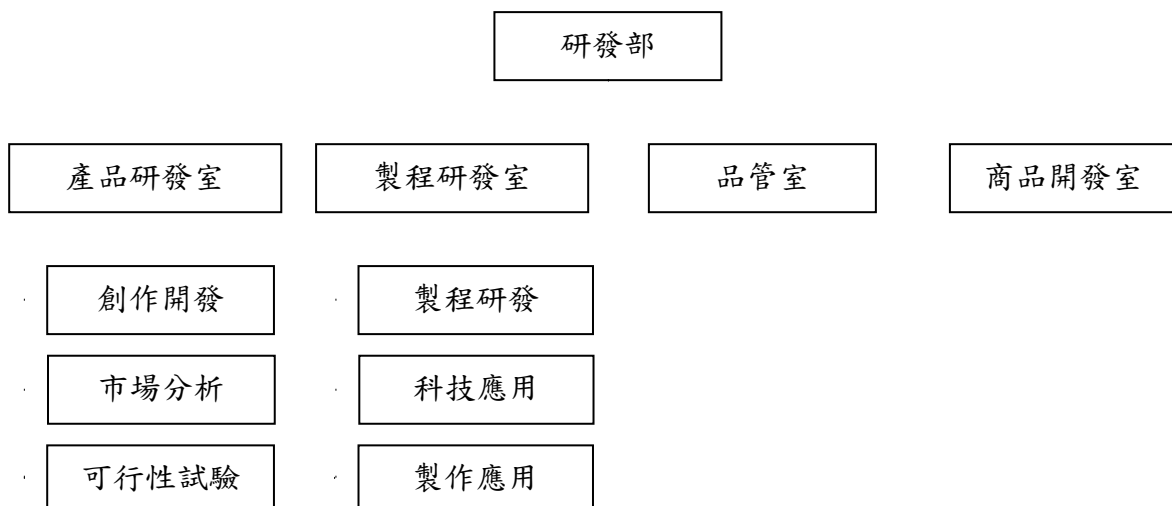 研發部
產品研發室
製程研發室
品管室
商品開發室
創作開發
製程研發
市場分析
科技應用
可行性試驗
製作應用